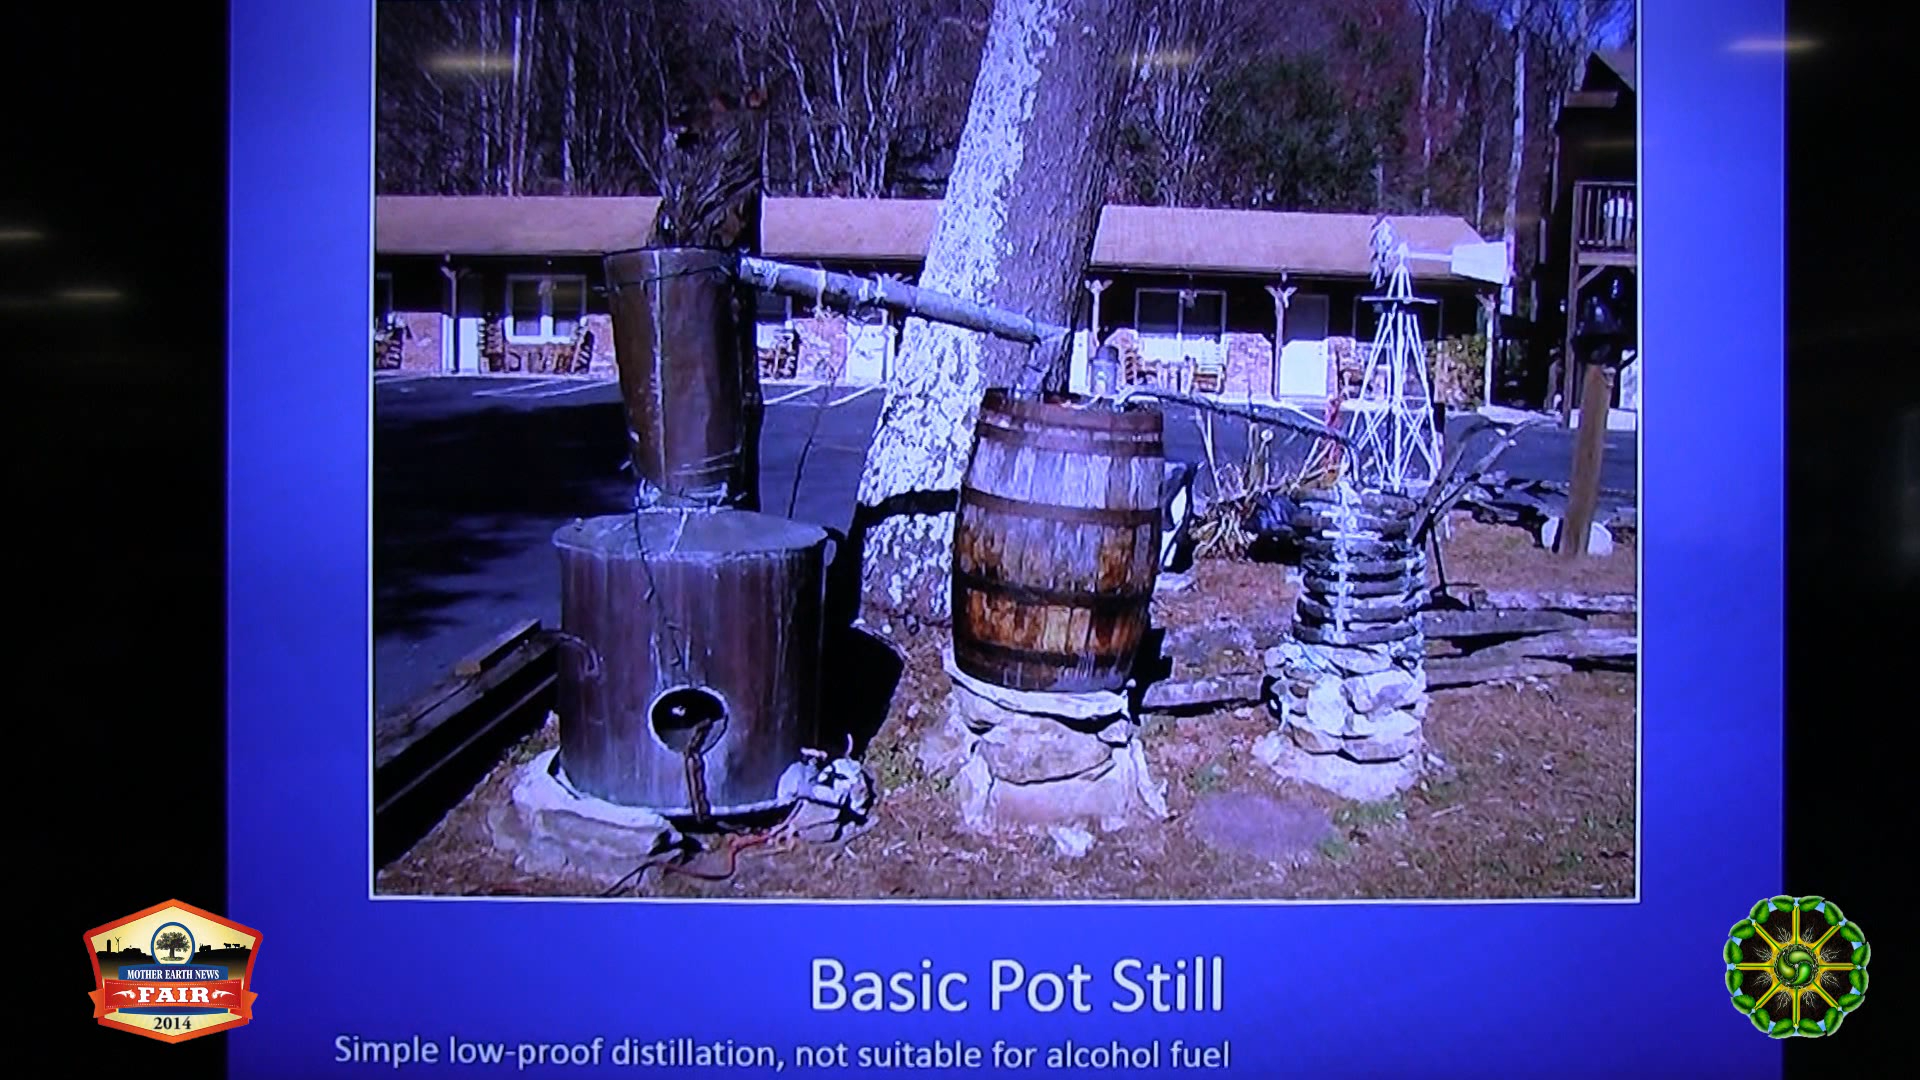 Basic Pot Still
Simple low-proof distillation, not suitable for alcohol fuel
MOTHER EARTH NEWS
FAIR
2014